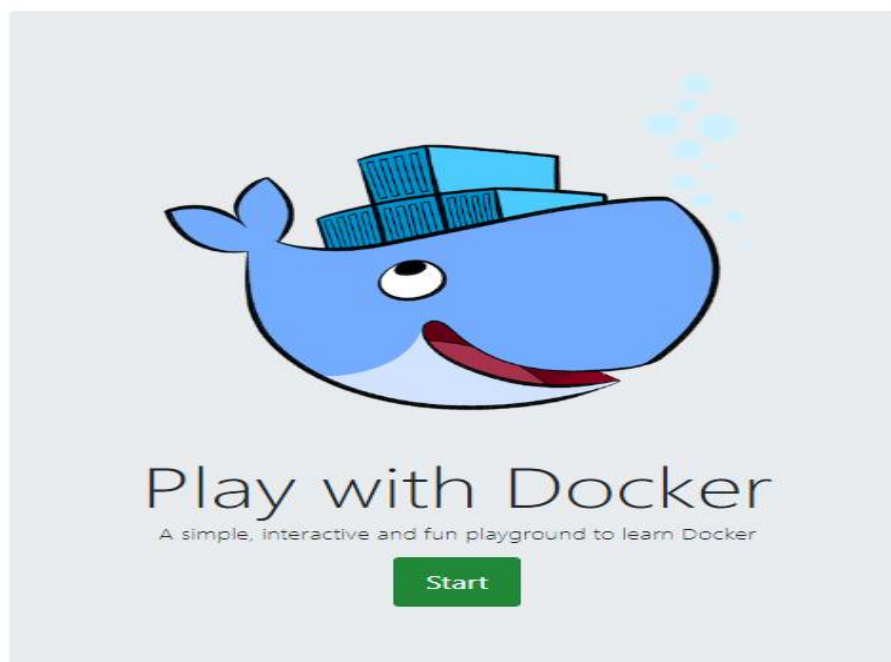 Play with Docker
A simple, interactive and fun playground to learn Docker
Start